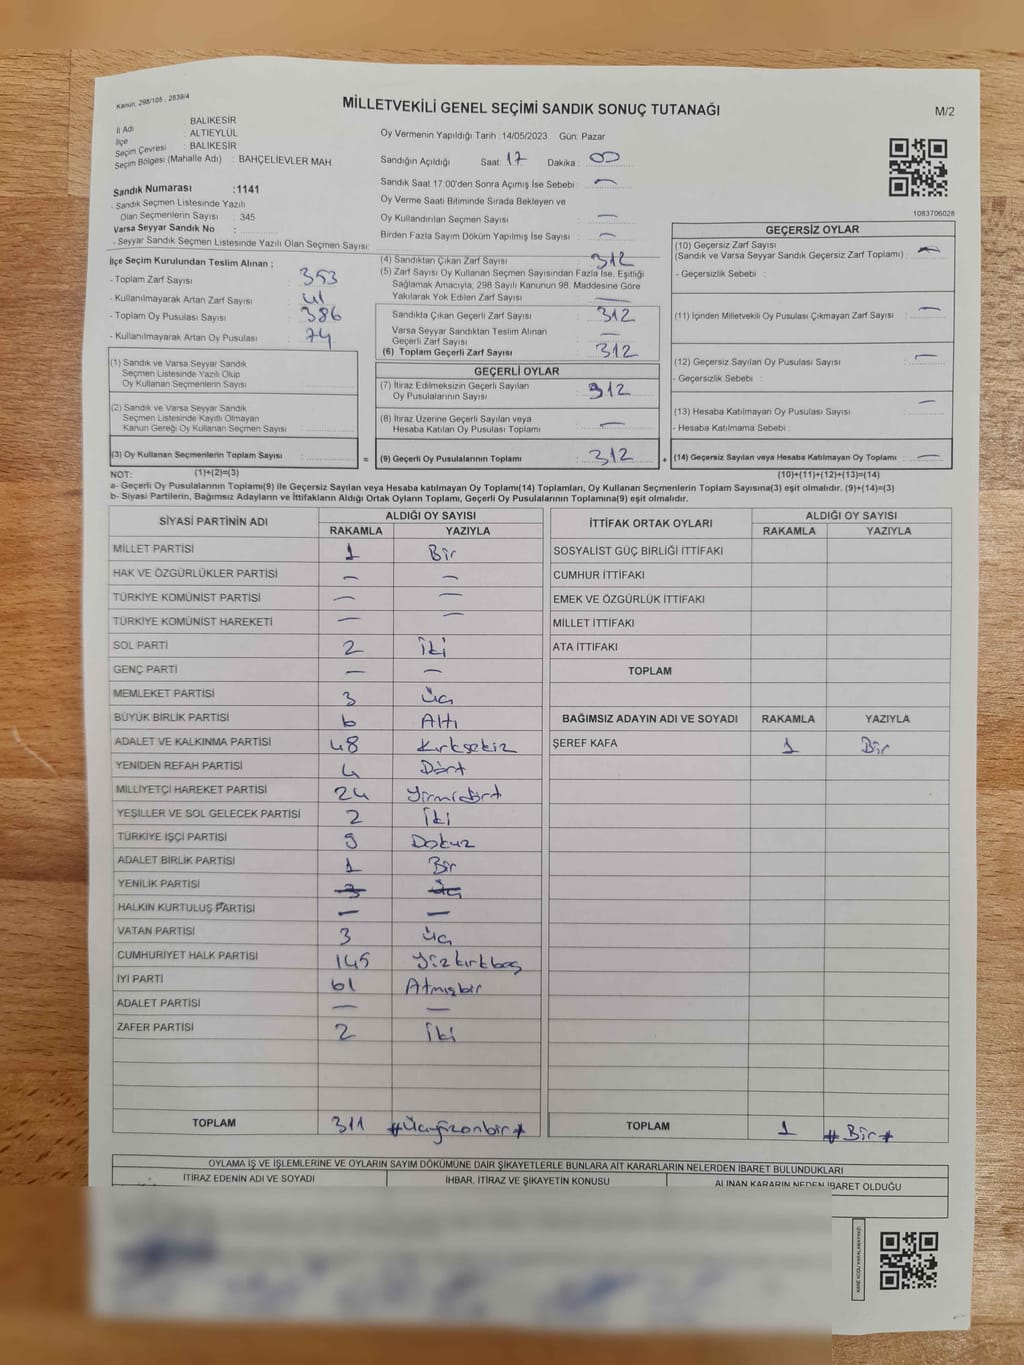 Kanun, 298/105 , 2839/4
MİLLETVEKİLİ GENEL SEÇİMİ SANDIK SONUÇ TUTANAĞI
M/2
İl Adı : BALIKESİR
İlçe : ALTIEYLÜL
Seçim Çevresi : BALIKESİR
Seçim Bölgesi (Mahalle Adı) : BAHÇELİEVLER MAH.
Sandık Numarası :1141
- Sandık Seçmen Listesinde Yazılı
Olan Seçmenlerin Sayısı : 345
Varsa Seyyar Sandık No :
- Seyyar Sandık Seçmen Listesinde Yazılı Olan Seçmen Sayısı:
Oy Vermenin Yapıldığı Tarih :14/05/2023 Gün: Pazar
Sandığın Açıldığı Saat: 17 Dakika : 00
Sandık Saat 17:00'den Sonra Açımış İse Sebebi : —
Oy Verme Saati Bitiminde Sırada Bekleyen ve
Oy Kullandırılan Seçmen Sayısı : —
Birden Fazla Sayım Döküm Yapılmış İse Sayısı : —
1083706028
İlçe Seçim Kurulundan Teslim Alınan ;
- Toplam Zarf Sayısı : 353
- Kullanılmayarak Artan Zarf Sayısı : 41
- Toplam Oy Pusulası Sayısı : 386
- Kullanılmayarak Artan Oy Pusulası : 74
(1) Sandık ve Varsa Seyyar Sandık
Seçmen Listesinde Yazılı Olup
Oy Kullanan Seçmenlerin Sayısı :
(2) Sandık ve Varsa Seyyar Sandık
Seçmen Listesinde Kayıtlı Olmayan
Kanun Gereği Oy Kullanan Seçmen Sayısı :
(3) Oy Kullanan Seçmenlerin Toplam Sayısı :
(4) Sandıktan Çıkan Zarf Sayısı : 312
(5) Zarf Sayısı Oy Kullanan Seçmen Sayısından Fazla İse, Eşitliği
Sağlamak Amacıyla; 298 Sayılı Kanunun 98. Maddesine Göre
Yakılarak Yok Edilen Zarf Sayısı : —
Sandıkta Çıkan Geçerli Zarf Sayısı : 312
Varsa Seyyar Sandıktan Teslim Alınan
Geçerli Zarf Sayısı : —
(6) Toplam Geçerli Zarf Sayısı : 312
GEÇERLİ OYLAR
(7) İtiraz Edilmeksizin Geçerli Sayılan
Oy Pusulalarının Sayısı : 312
(8) İtiraz Üzerine Geçerli Sayılan veya
Hesaba Katılan Oy Pusulası Toplamı : —
= (9) Geçerli Oy Pusulalarının Toplamı : 312
GEÇERSİZ OYLAR
(10) Geçersiz Zarf Sayısı
(Sandık ve Varsa Seyyar Sandık Geçersiz Zarf Toplamı) : —
- Geçersizlik Sebebi :
(11) İçinden Milletvekili Oy Pusulası Çıkmayan Zarf Sayısı : —
(12) Geçersiz Sayılan Oy Pusulası Sayısı : —
- Geçersizlik Sebebi :
(13) Hesaba Katılmayan Oy Pusulası Sayısı : —
- Hesaba Katılmama Sebebi :
+ (14) Geçersiz Sayılan veya Hesaba Katılmayan Oy Toplamı : —
NOT: (1)+(2)=(3) (10)+(11)+(12)+(13)=(14)
a- Geçerli Oy Pusulalarının Toplamı(9) ile Geçersiz Sayılan veya Hesaba Katılmayan Oy Toplamı(14) Toplamları, Oy Kullanan Seçmenlerin Toplam Sayısına(3) eşit olmalıdır. (9)+(14)=(3)
b- Siyasi Partilerin, Bağımsız Adayların ve İttifakların Aldığı Ortak Oyların Toplamı, Geçerli Oy Pusulalarının Toplamına(9) eşit olmalıdır.
SİYASİ PARTİNİN ADI ALDIĞI OY SAYISI
RAKAMLA YAZIYLA
MİLLET PARTİSİ 1 Bir
HAK VE ÖZGÜRLÜKLER PARTİSİ — —
TÜRKİYE KOMÜNİST PARTİSİ — —
TÜRKİYE KOMÜNİST HAREKETİ — —
SOL PARTİ 2 İki
GENÇ PARTİ — —
MEMLEKET PARTİSİ 3 Üç
BÜYÜK BİRLİK PARTİSİ 6 Altı
ADALET VE KALKINMA PARTİSİ 48 Kırksekiz
YENİDEN REFAH PARTİSİ 4 Dört
MİLLİYETÇİ HAREKET PARTİSİ 24 Yirmidört
YEŞİLLER VE SOL GELECEK PARTİSİ 2 İki
TÜRKİYE İŞÇİ PARTİSİ 9 Dokuz
ADALET BİRLİK PARTİSİ 1 Bir
YENİLİK PARTİSİ 3 Üç
HALKIN KURTULUŞ PARTİSİ — —
VATAN PARTİSİ 3 Üç
CUMHURİYET HALK PARTİSİ 145 Yüzkırkbeş
İYİ PARTİ 61 Atmışbir
ADALET PARTİSİ — —
ZAFER PARTİSİ 2 İki
TOPLAM 311 #Üçyüzonbir#
İTTİFAK ORTAK OYLARI ALDIĞI OY SAYISI
RAKAMLA YAZIYLA
SOSYALİST GÜÇ BİRLİĞİ İTTİFAKI
CUMHUR İTTİFAKI
EMEK VE ÖZGÜRLÜK İTTİFAKI
MİLLET İTTİFAKI
ATA İTTİFAKI
TOPLAM
BAĞIMSIZ ADAYIN ADI VE SOYADI RAKAMLA YAZIYLA
ŞEREF KAFA 1 Bir
TOPLAM 1 #Bir#
OYLAMA İŞ VE İŞLEMLERİNE VE OYLARIN SAYIM DÖKÜMÜNE DAİR ŞİKAYETLERLE BUNLARA AİT KARARLARIN NELERDEN İBARET BULUNDUKLARI
İTİRAZ EDENİN ADI VE SOYADI İHBAR, İTİRAZ VE ŞİKAYETİN KONUSU ALINAN KARARIN NEDEN İBARET OLDUĞU
KARE KODU KARALAMAYINIZ!